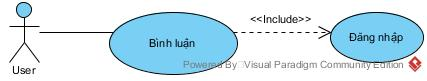 <<Include>>
Bình luận
Đăng nhập
User
Powered By Visual Paradigm Community Edition